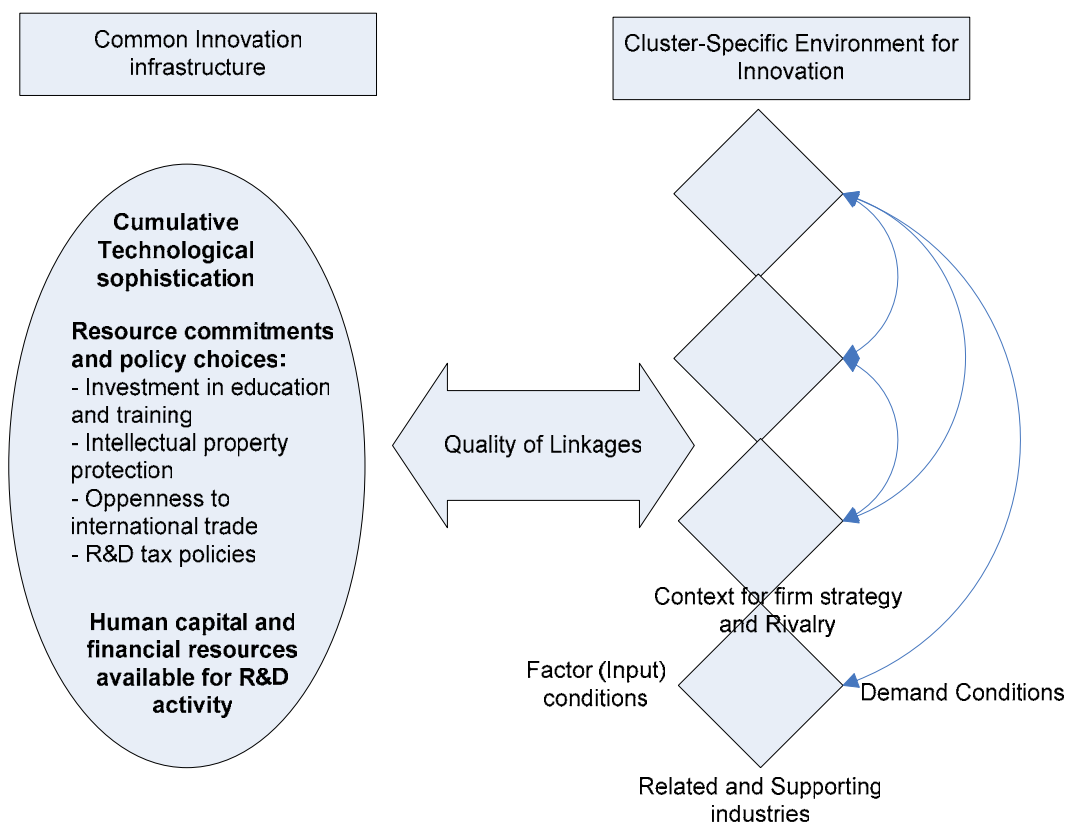 Common Innovation
infrastructure
Cluster-Specific Environment for
Innovation
Cumulative
Technological
sophistication
Resource commitments
and policy choices:
- Investment in education
and training
- Intellectual property
protection
- Oppenness to
international trade
- R&D tax policies
Human capital and
financial resources
available for R&D
activity
Quality of Linkages
Context for firm strategy
and Rivalry
Factor (Input)
conditions
Demand Conditions
Related and Supporting
industries